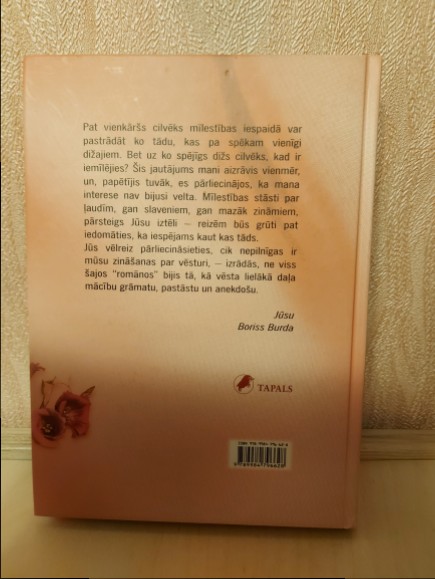 Pat vienkāršs cilvēks mīlestības iespaidā var
pastrādāt ko tādu, kas pa spēkam vienīgi
dižajiem. Bet uz ko spējīgs dižs cilvēks, kad ir
iemīlējies? Šis jautājums mani aizrāvis vienmēr,
un, papētījis tuvāk, es pārliecinājos, ka mana
interese nav bijusi velta. Mīlestības stāsti par
ļaudīm, gan slaveniem, gan mazāk zināmiem,
pārsteigs Jūsu iztēli – reizēm būs grūti pat
iedomāties, ka iespējams kaut kas tāds.
Jūs vēlreiz pārliecināsieties, cik nepilnīgas ir
mūsu zināšanas par vēsturi, – izrādās, ne viss
šajos "romānos" bijis tā, kā vēsta lielākā daļa
mācību grāmatu, pastāstu un anekdošu.
Jūsu
Boriss Burda
TAPALS